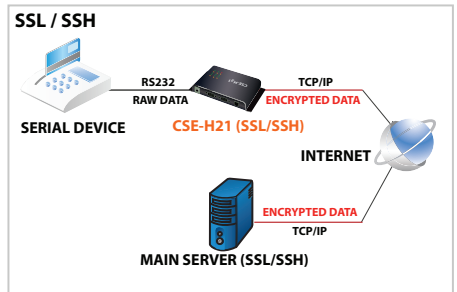 SSL / SSH
RS232
RAW DATA
TCP/IP
ENCRYPTED DATA
SERIAL DEVICE
CSE-H21 (SSL/SSH)
INTERNET
ENCRYPTED DATA
TCP/IP
MAIN SERVER (SSL/SSH)